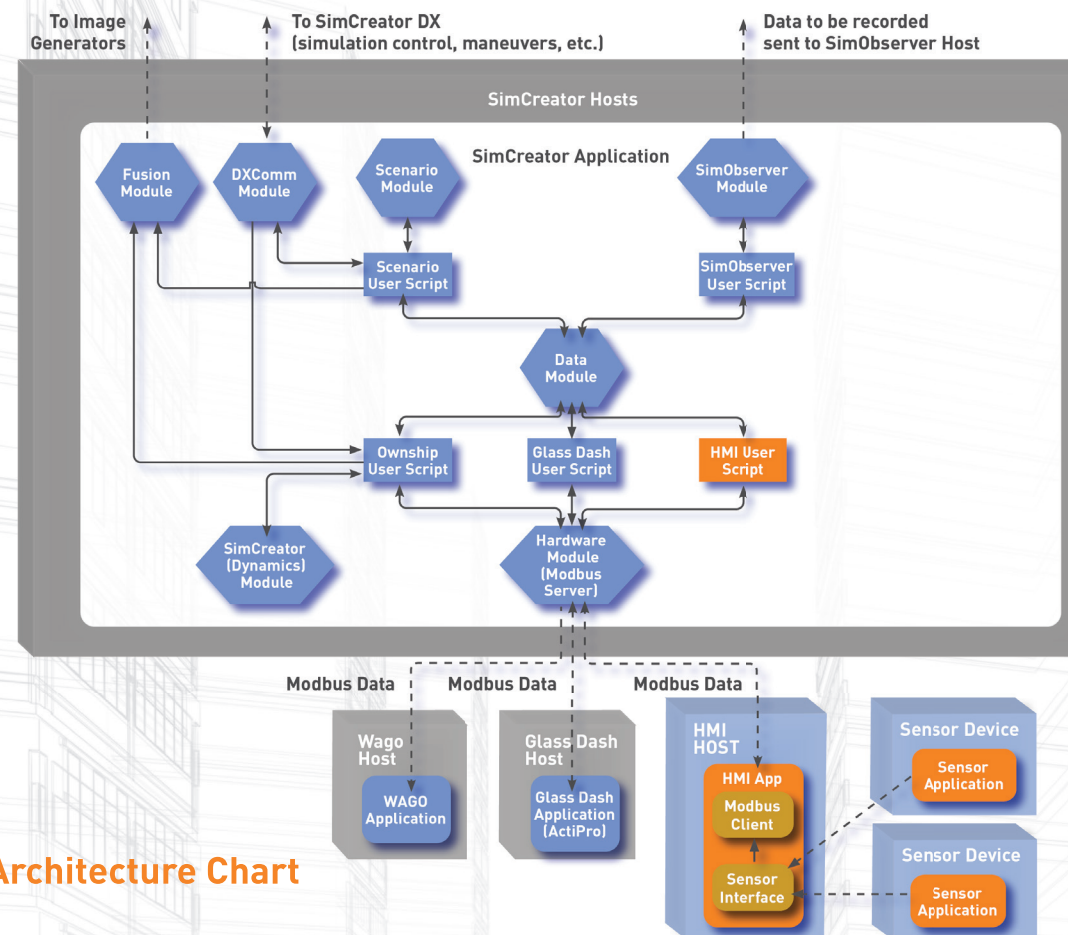 To Image
Generators
To SimCreator DX
(simulation control, maneuvers, etc.)
Data to be recorded
sent to SimObserver Host
SimCreator Hosts
SimCreator Application
Fusion
Module
DXComm
Module
Scenario
Module
SimObserver
Module
Scenario
User Script
SimObserver
User Script
Data
Module
Ownship
User Script
Glass Dash
User Script
HMI User
Script
SimCreator
(Dynamics)
Module
Hardware
Module
(Modbus
Server)
Modbus Data
Modbus Data
Modbus Data
Wago
Host
WAGO
Application
Glass Dash
Host
Glass Dash
Application
(ActiPro)
HMI
HOST
HMI App
Modbus
Client
Sensor
Interface
Sensor Device
Sensor
Application
Sensor Device
Sensor
Application
Architecture Chart